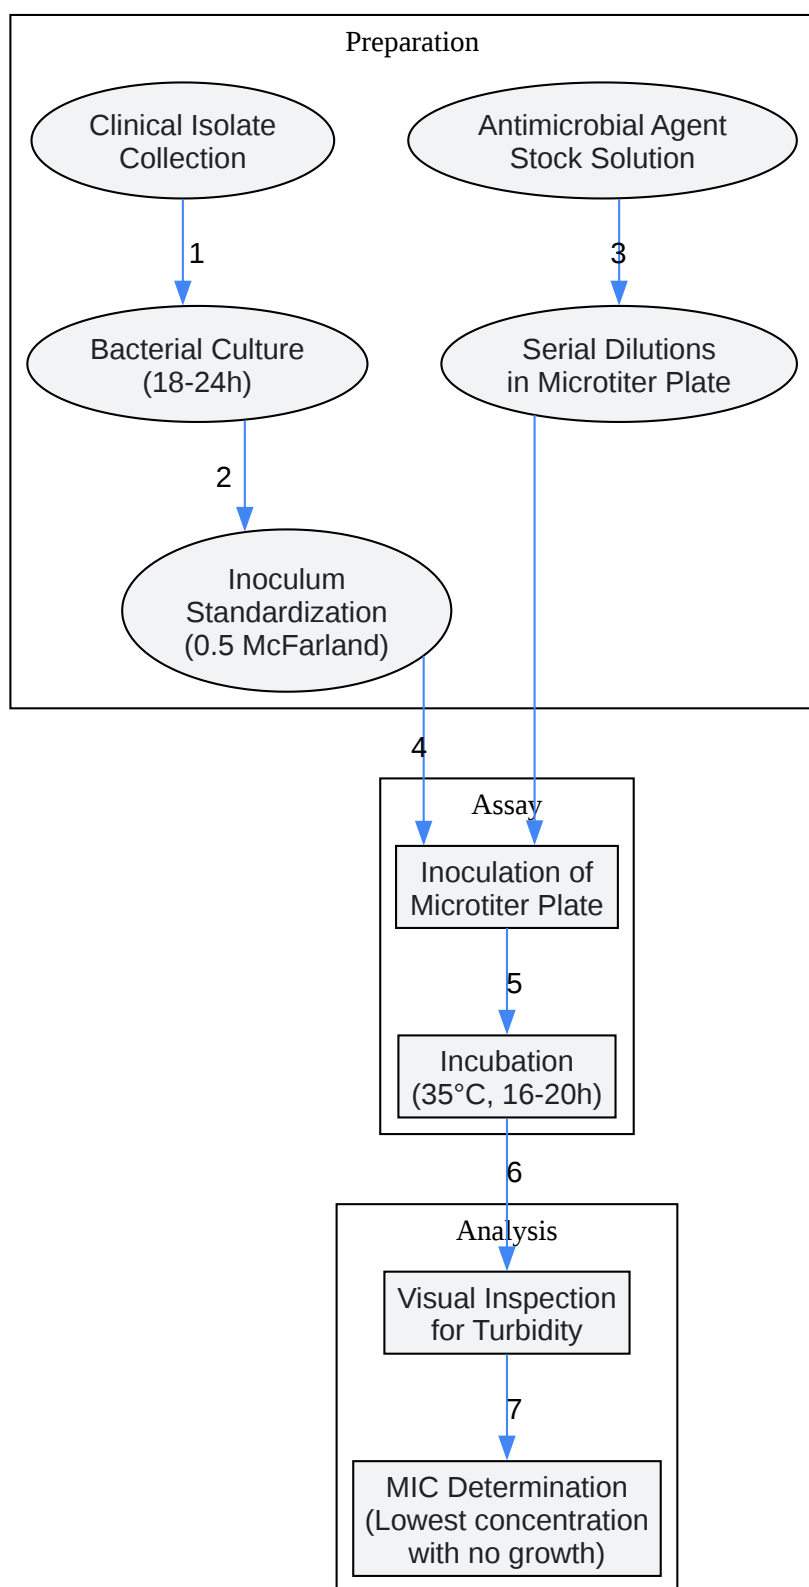 Preparation
Clinical Isolate
Collection
Antimicrobial Agent
Stock Solution
1
3
Bacterial Culture
(18-24h)
Serial Dilutions
in Microtiter Plate
2
Inoculum
Standardization
(0.5 McFarland)
4
Assay
Inoculation of
Microtiter Plate
5
Incubation
(35°C, 16-20h)
6
Analysis
Visual Inspection
for Turbidity
7
MIC Determination
(Lowest concentration
with no growth)